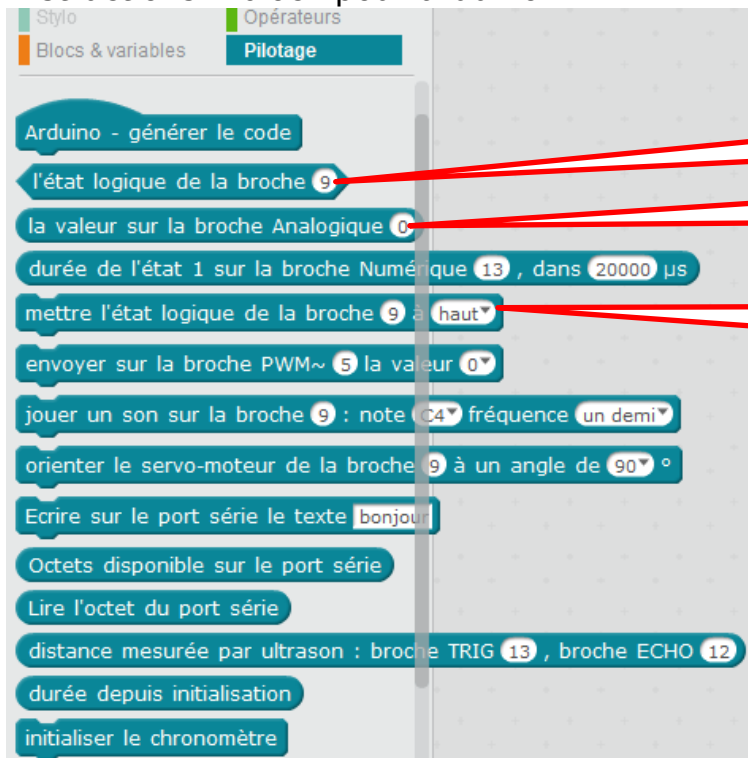 Stylo Opérateurs
Blocs & variables Pilotage
Arduino - générer le code
l'état logique de la broche 9
la valeur sur la broche Analogique 0
durée de l'état 1 sur la broche Numérique 13 , dans 20000 µs
mettre l'état logique de la broche 9 à haut
envoyer sur la broche PWM~ 5 la valeur 0
jouer un son sur la broche 9 : note C4 fréquence un demi
orienter le servo-moteur de la broche 9 à un angle de 90 °
Ecrire sur le port série le texte bonjour
Octets disponible sur le port série
Lire l'octet du port série
distance mesurée par ultrason : broche TRIG 13 , broche ECHO 12
durée depuis initialisation
initialiser le chronomètre